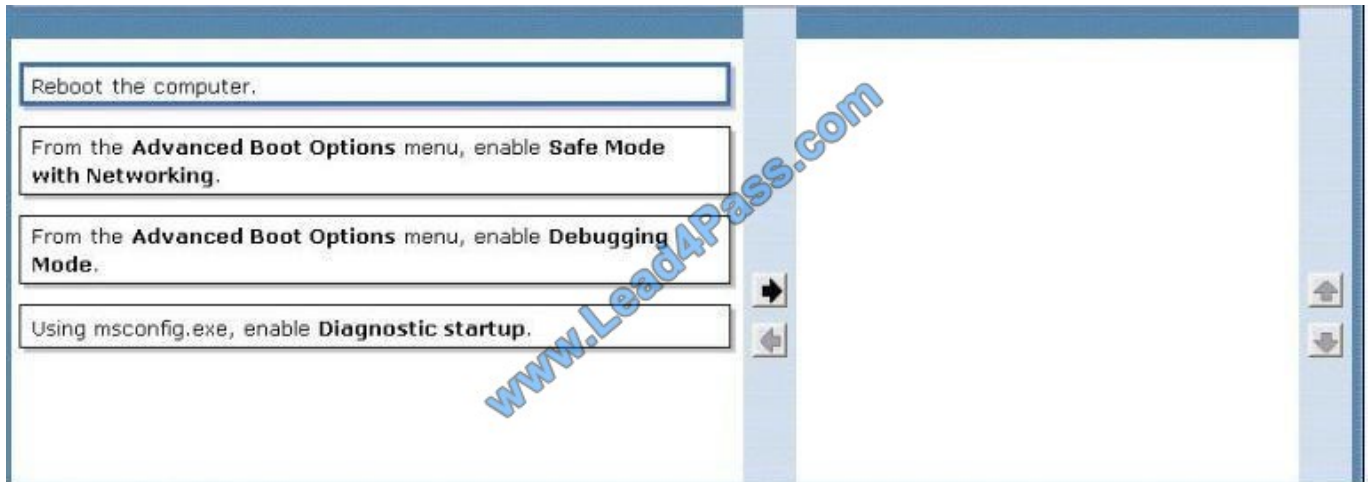 Reboot the computer.
From the Advanced Boot Options menu, enable Safe Mode
with Networking.
From the Advanced Boot Options menu, enable Debugging
Mode.
Using msconfig.exe, enable Diagnostic startup.
www.Lead4Pass.com